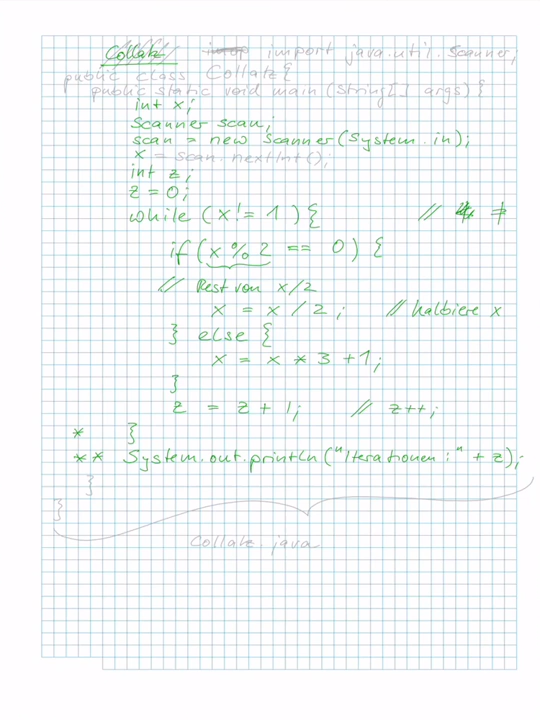 Collatz import java.util.Scanner;
public class Collatz{
public static void main (String[] args) {
int x;
Scanner scan;
scan = new Scanner(System.in);
x = scan.nextInt();
int z;
z = 0;
while (x != 1) { // ≠
if (x % 2 == 0) {
// Rest von x/2
x = x / 2; // halbiere x
} else {
x = x * 3 + 1;
}
z = z + 1; // z++;
* }
** System.out.println("Iterationen:" + z);
}
}
Collatz.java